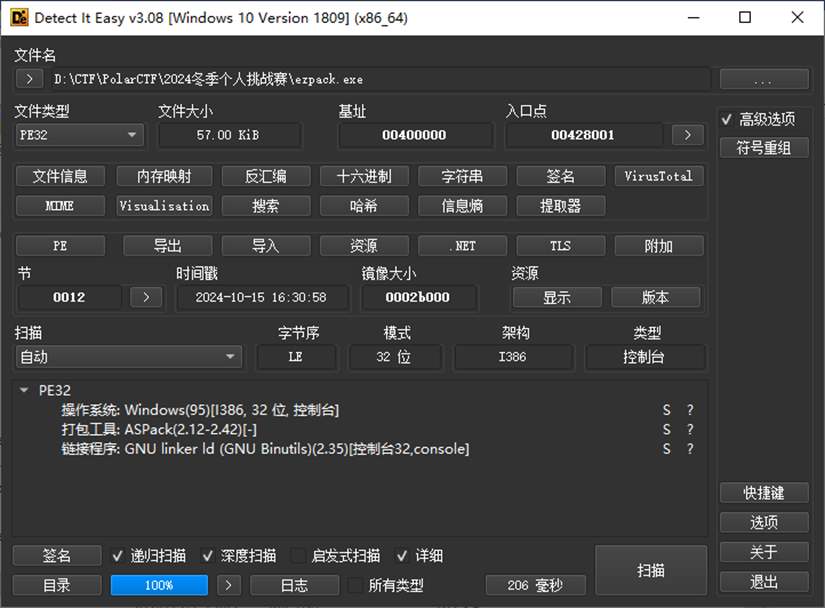 Detect It Easy v3.08 [Windows 10 Version 1809] (x86_64)
文件名
> D:\CTF\PolarCTF\2024冬季个人挑战赛\ezpack.exe ...
文件类型 文件大小 基址 入口点 高级选项
PE32 57.00 KiB 00400000 00428001 >
符号重组
文件信息 内存映射 反汇编 十六进制 字符串 签名 VirusTotal
MIME Visualisation 搜索 哈希 信息熵 提取器
PE 导出 导入 资源 .NET TLS 附加
节 时间戳 镜像大小 资源
0012 > 2024-10-15 16:30:58 0002b000 显示 版本
扫描 字节序 模式 架构 类型
自动 LE 32 位 I386 控制台
PE32
操作系统: Windows(95)[I386, 32 位, 控制台] S ?
打包工具: ASPack(2.12-2.42)[-] S ?
链接程序: GNU linker ld (GNU Binutils)(2.35)[控制台32,console] S ?
快捷键
选项
签名 递归扫描 深度扫描 启发式扫描 详细 扫描 关于
目录 100% > 日志 所有类型 206 毫秒 退出